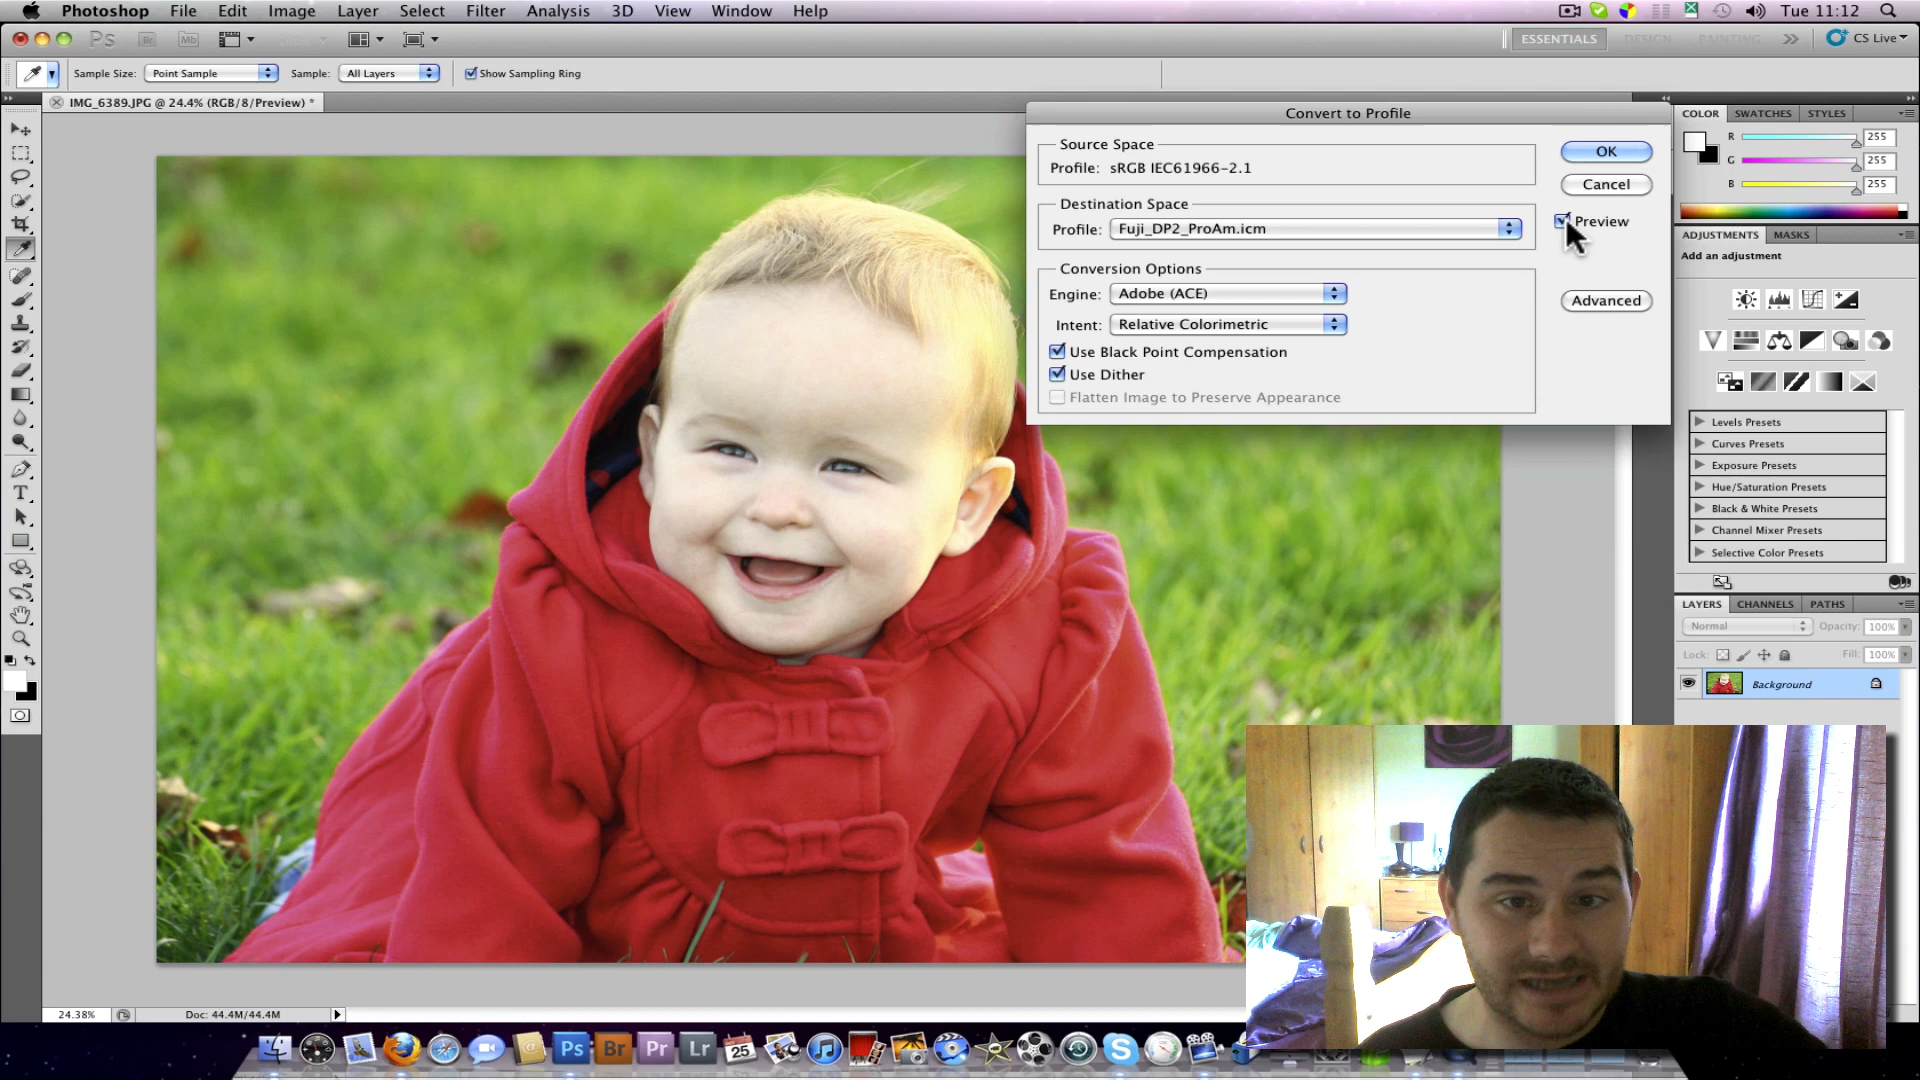 Photoshop File Edit Image Layer Select Filter Analysis 3D View Window Help Tue 11:12
Ps Br Mb ESSENTIALS DESIGN PAINTING CS Live
Sample Size: Point Sample Sample: All Layers Show Sampling Ring
IMG_6389.JPG @ 24.4% (RGB/8/Preview) *
Convert to Profile
Source Space
Profile: sRGB IEC61966-2.1
Destination Space
Profile: Fuji_DP2_ProAm.icm
Conversion Options
Engine: Adobe (ACE)
Intent: Relative Colorimetric
Use Black Point Compensation
Use Dither
Flatten Image to Preserve Appearance
OK
Cancel
Preview
Advanced
COLOR SWATCHES STYLES
R 255
G 255
B 255
ADJUSTMENTS MASKS
Add an adjustment
Levels Presets
Curves Presets
Exposure Presets
Hue/Saturation Presets
Black & White Presets
Channel Mixer Presets
Selective Color Presets
LAYERS CHANNELS PATHS
Normal Opacity: 100%
Lock: Fill: 100%
Background
T
24.38% Doc: 44.4M/44.4M
Ps Br Pr Lr 25